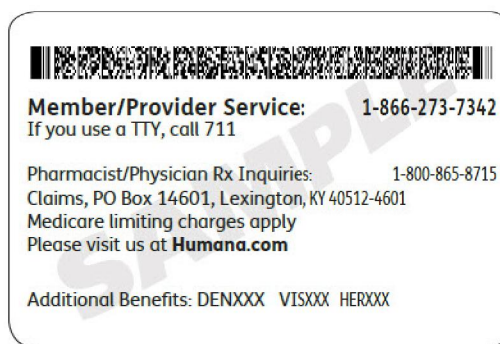 Member/Provider Service: 1-866-273-7342
If you use a TTY, call 711
Pharmacist/Physician Rx Inquiries: 1-800-865-8715
Claims, PO Box 14601, Lexington, KY 40512-4601
Medicare limiting charges apply
Please visit us at Humana.com
Additional Benefits: DENXXX VISXXX HERXXX
SAMPLE